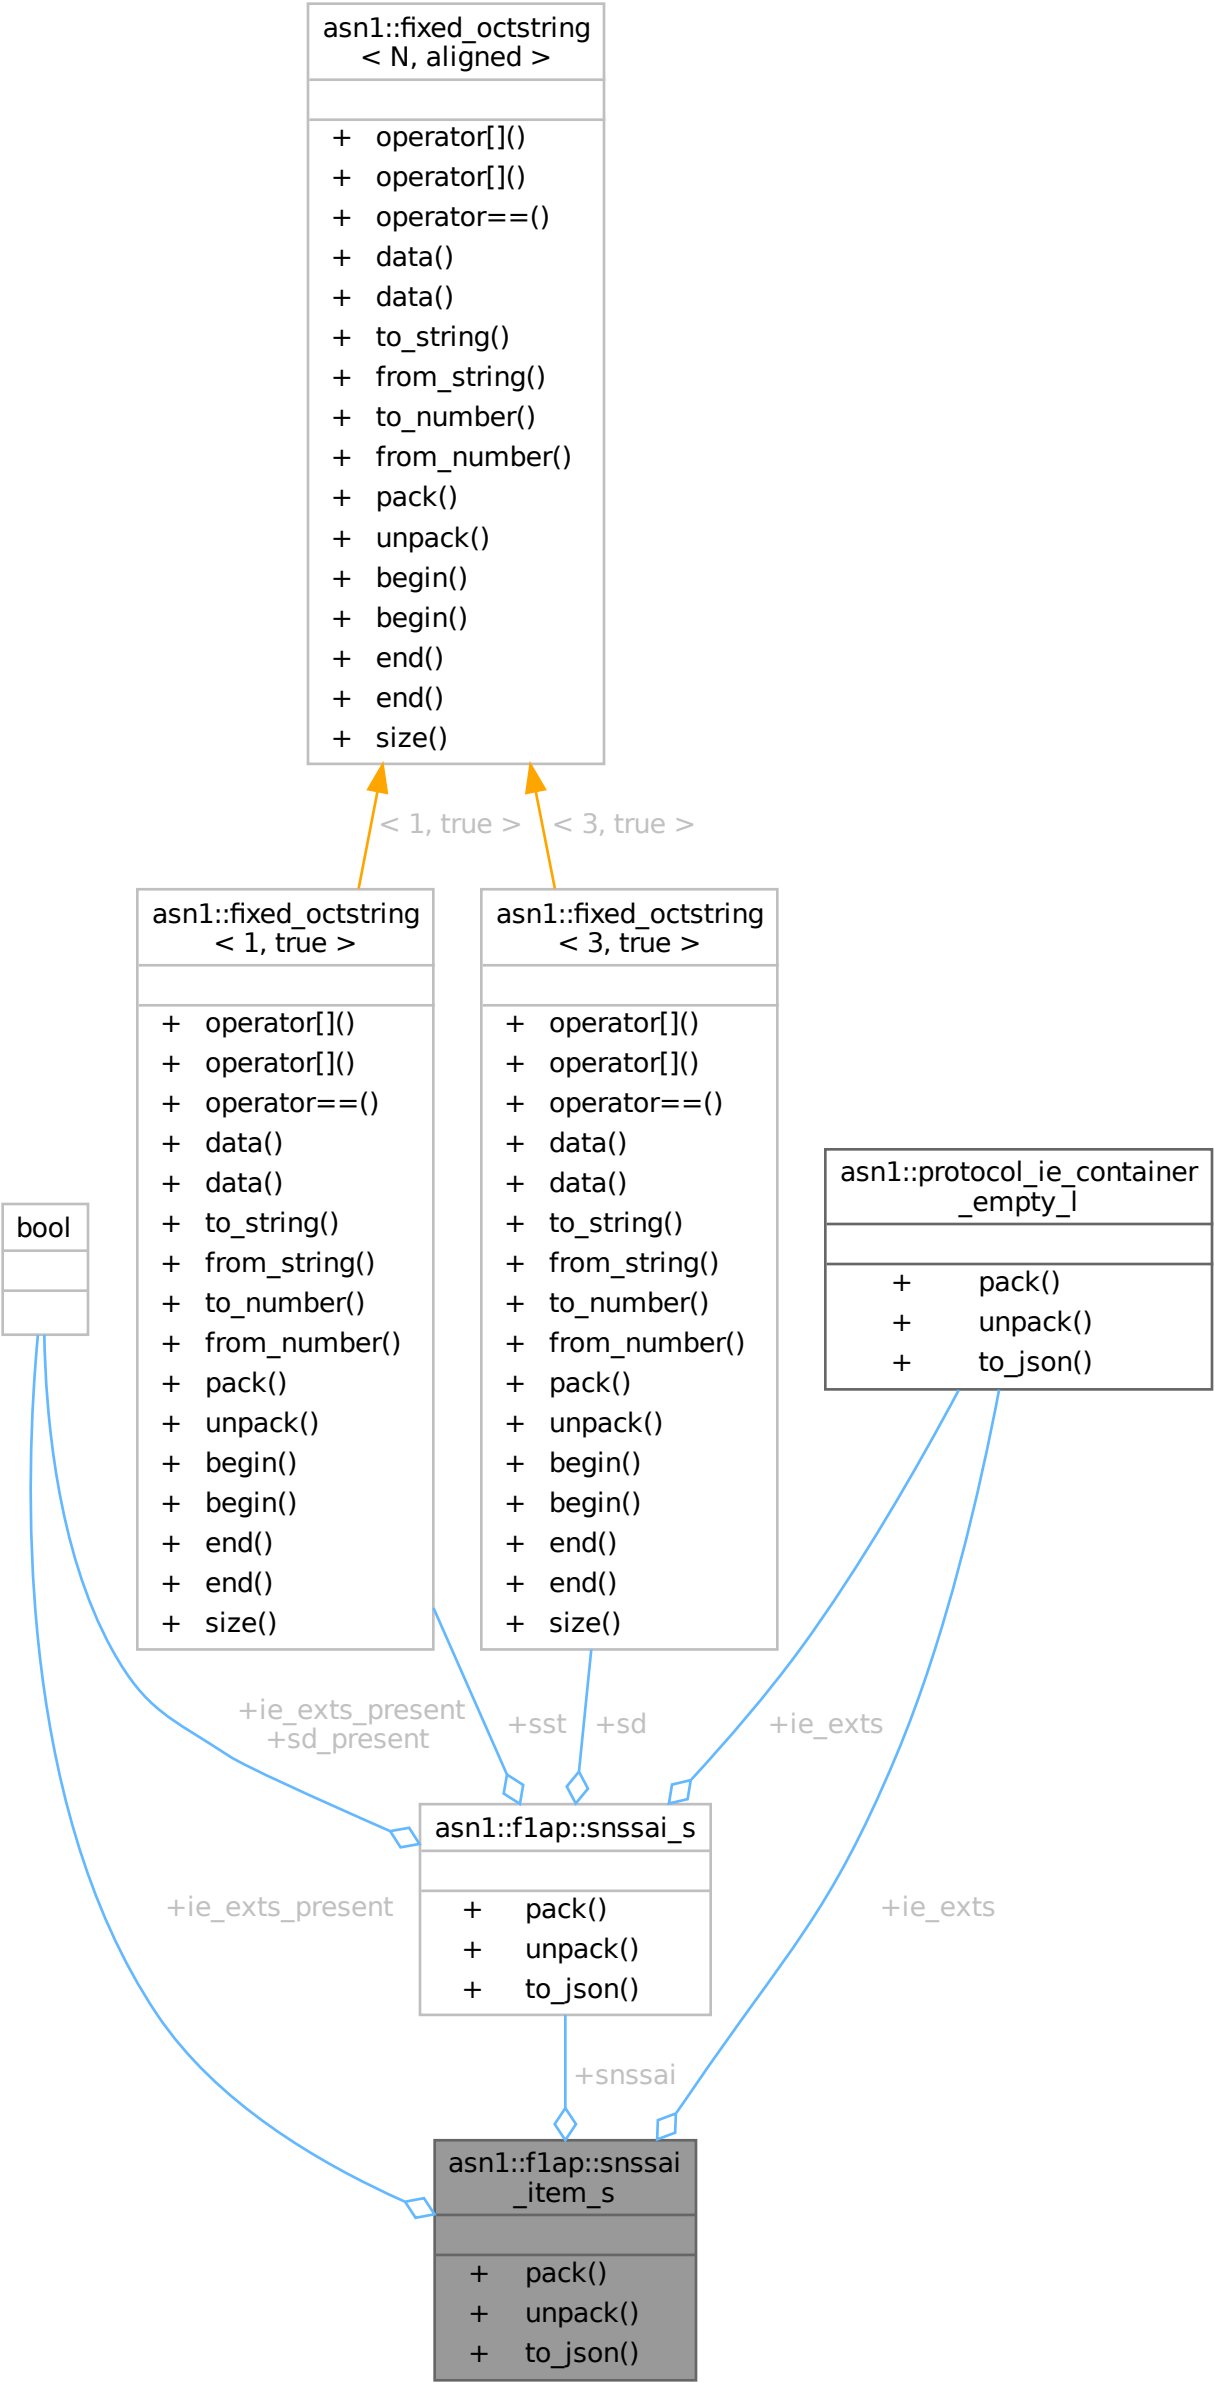 asn1::fixed_octstring
< N, aligned >
+ operator[]()
+ operator[]()
+ operator==()
+ data()
+ data()
+ to_string()
+ from_string()
+ to_number()
+ from_number()
+ pack()
+ unpack()
+ begin()
+ begin()
+ end()
+ end()
+ size()
< 1, true >
< 3, true >
asn1::fixed_octstring
< 1, true >
+ operator[]()
+ operator[]()
+ operator==()
+ data()
+ data()
+ to_string()
+ from_string()
+ to_number()
+ from_number()
+ pack()
+ unpack()
+ begin()
+ begin()
+ end()
+ end()
+ size()
asn1::fixed_octstring
< 3, true >
+ operator[]()
+ operator[]()
+ operator==()
+ data()
+ data()
+ to_string()
+ from_string()
+ to_number()
+ from_number()
+ pack()
+ unpack()
+ begin()
+ begin()
+ end()
+ end()
+ size()
asn1::protocol_ie_container
_empty_l
+ pack()
+ unpack()
+ to_json()
bool
+ie_exts_present
+sd_present
+sst
+sd
+ie_exts
asn1::f1ap::snssai_s
+ pack()
+ unpack()
+ to_json()
+ie_exts_present
+ie_exts
+snssai
asn1::f1ap::snssai
_item_s
+ pack()
+ unpack()
+ to_json()